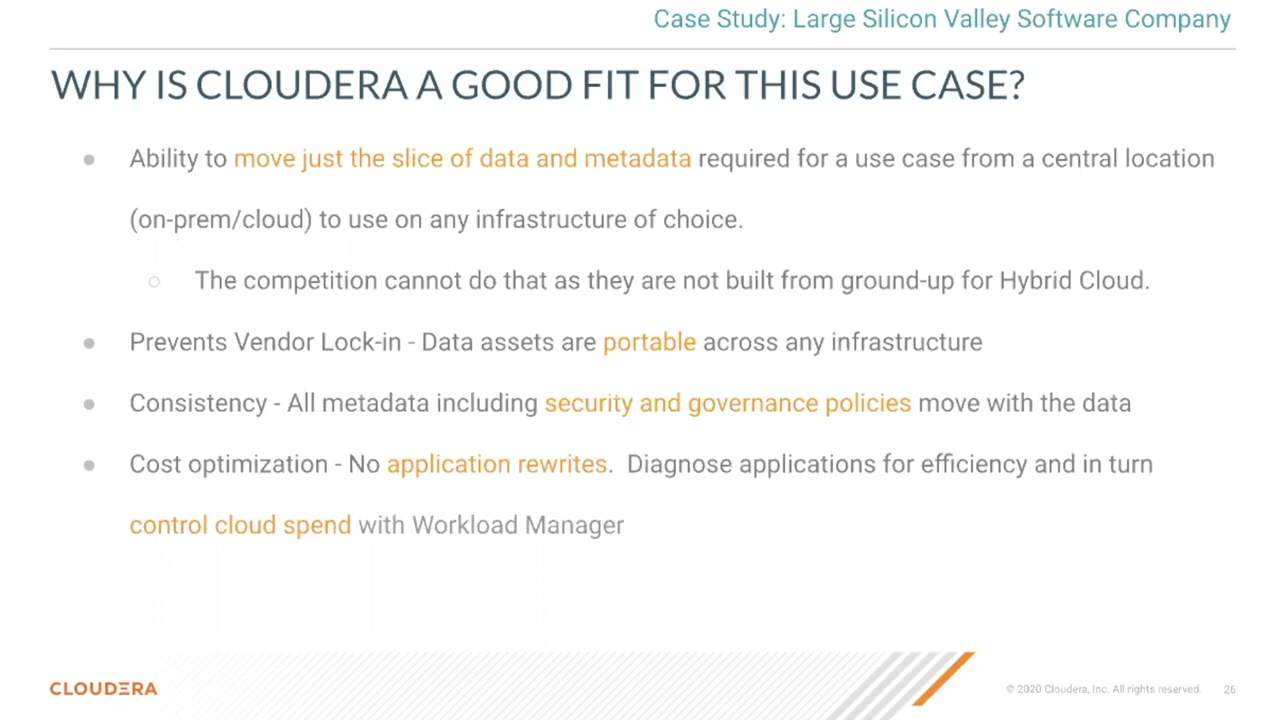 Case Study: Large Silicon Valley Software Company
WHY IS CLOUDERA A GOOD FIT FOR THIS USE CASE?
● Ability to move just the slice of data and metadata required for a use case from a central location
(on-prem/cloud) to use on any infrastructure of choice.
○ The competition cannot do that as they are not built from ground-up for Hybrid Cloud.
● Prevents Vendor Lock-in - Data assets are portable across any infrastructure
● Consistency - All metadata including security and governance policies move with the data
● Cost optimization - No application rewrites. Diagnose applications for efficiency and in turn
control cloud spend with Workload Manager
CLOUDERA
© 2020 Cloudera, Inc. All rights reserved. 26